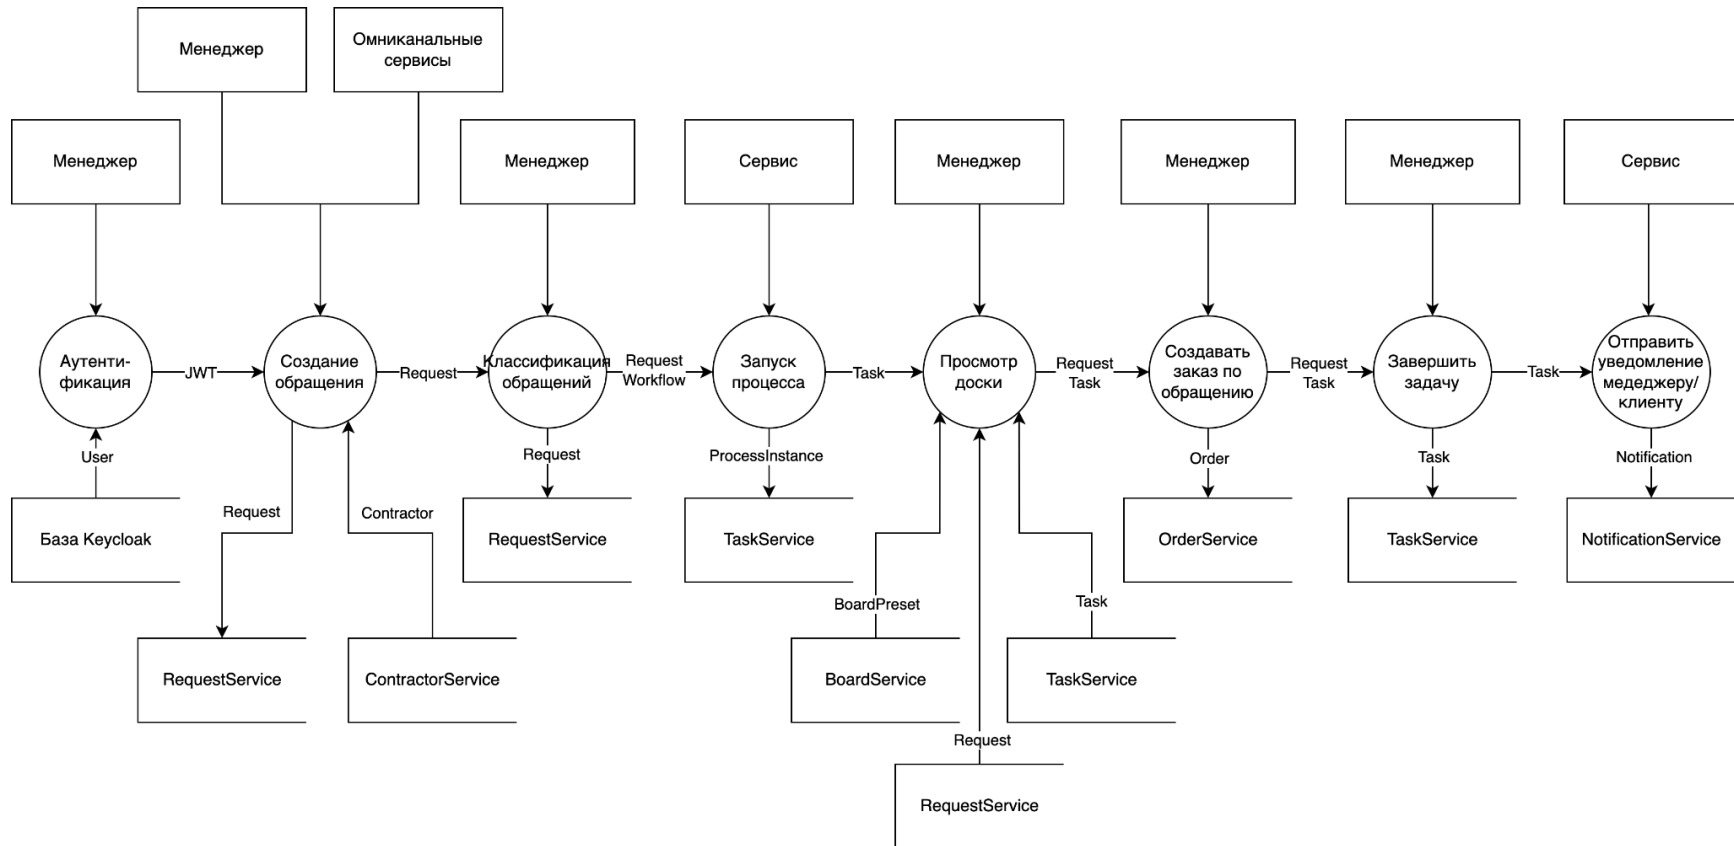 Менеджер
Омниканальные
сервисы
Менеджер
Менеджер
Сервис
Менеджер
Менеджер
Менеджер
Сервис
Аутенти-
фикация
JWT
Создание
обращения
Request
Классификация
обращений
Request
Workflow
Запуск
процесса
Task
Просмотр
доски
Request
Task
Создавать
заказ по
обращению
Request
Task
Завершить
задачу
Task
Отправить
уведомление
медеджеру/
клиенту
User
Request
Contractor
Request
ProcessInstance
Order
Task
Notification
База Keycloak
RequestService
TaskService
OrderService
TaskService
NotificationService
BoardPreset
Task
RequestService
ContractorService
BoardService
TaskService
Request
RequestService